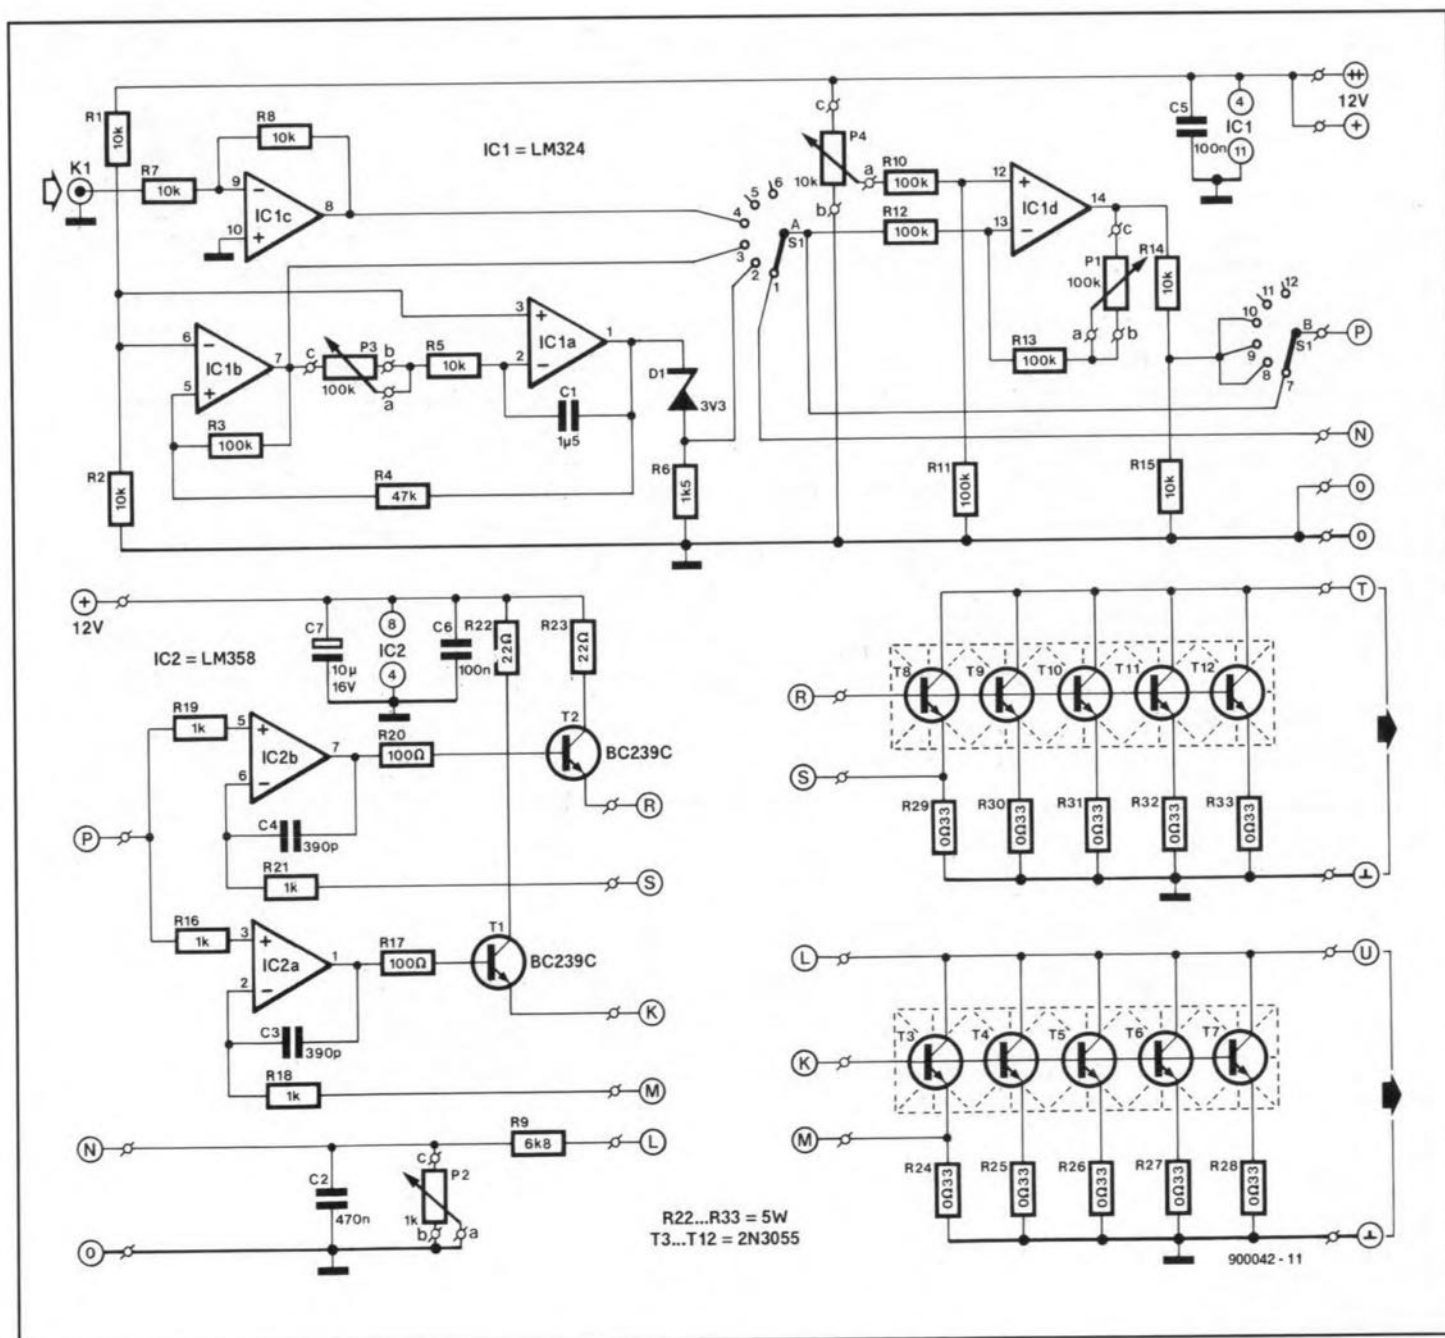 R1
10k
K1
R7
10k
R8
10k
9
−
10
+
IC1c
8
IC1 = LM324
6
−
5
+
IC1b
7
R3
100k
R4
47k
R2
10k
c
P3
100k
b
a
R5
10k
3
+
2
−
IC1a
1
C1
1µ5
D1
3V3
R6
1k5
6
5
4
3
2
1
A
S1
c
P4
10k
a
b
R10
100k
R12
100k
12
+
13
−
IC1d
14
c
P1
100k
a
b
R13
100k
R14
10k
R11
100k
R15
10k
C5
100n
4
IC1
11
++
12V
+
12
11
10
9
8
7
B
S1
P
N
0
0
+
12V
C7
10µ
16V
8
IC2
4
C6
100n
R22
22Ω
R23
22Ω
IC2 = LM358
R19
1k
5
+
6
−
IC2b
7
R20
100Ω
T2
BC239C
R
P
C4
390p
R21
1k
S
R16
1k
3
+
2
−
IC2a
1
R17
100Ω
T1
BC239C
K
C3
390p
R18
1k
M
N
R9
6k8
L
C2
470n
c
P2
1k
b
a
0
T
R
T8
T9
T10
T11
T12
S
R29
0Ω33
R30
0Ω33
R31
0Ω33
R32
0Ω33
R33
0Ω33
L
U
K
T3
T4
T5
T6
T7
M
R24
0Ω33
R25
0Ω33
R26
0Ω33
R27
0Ω33
R28
0Ω33
R22...R33 = 5W
T3...T12 = 2N3055
900042 - 11